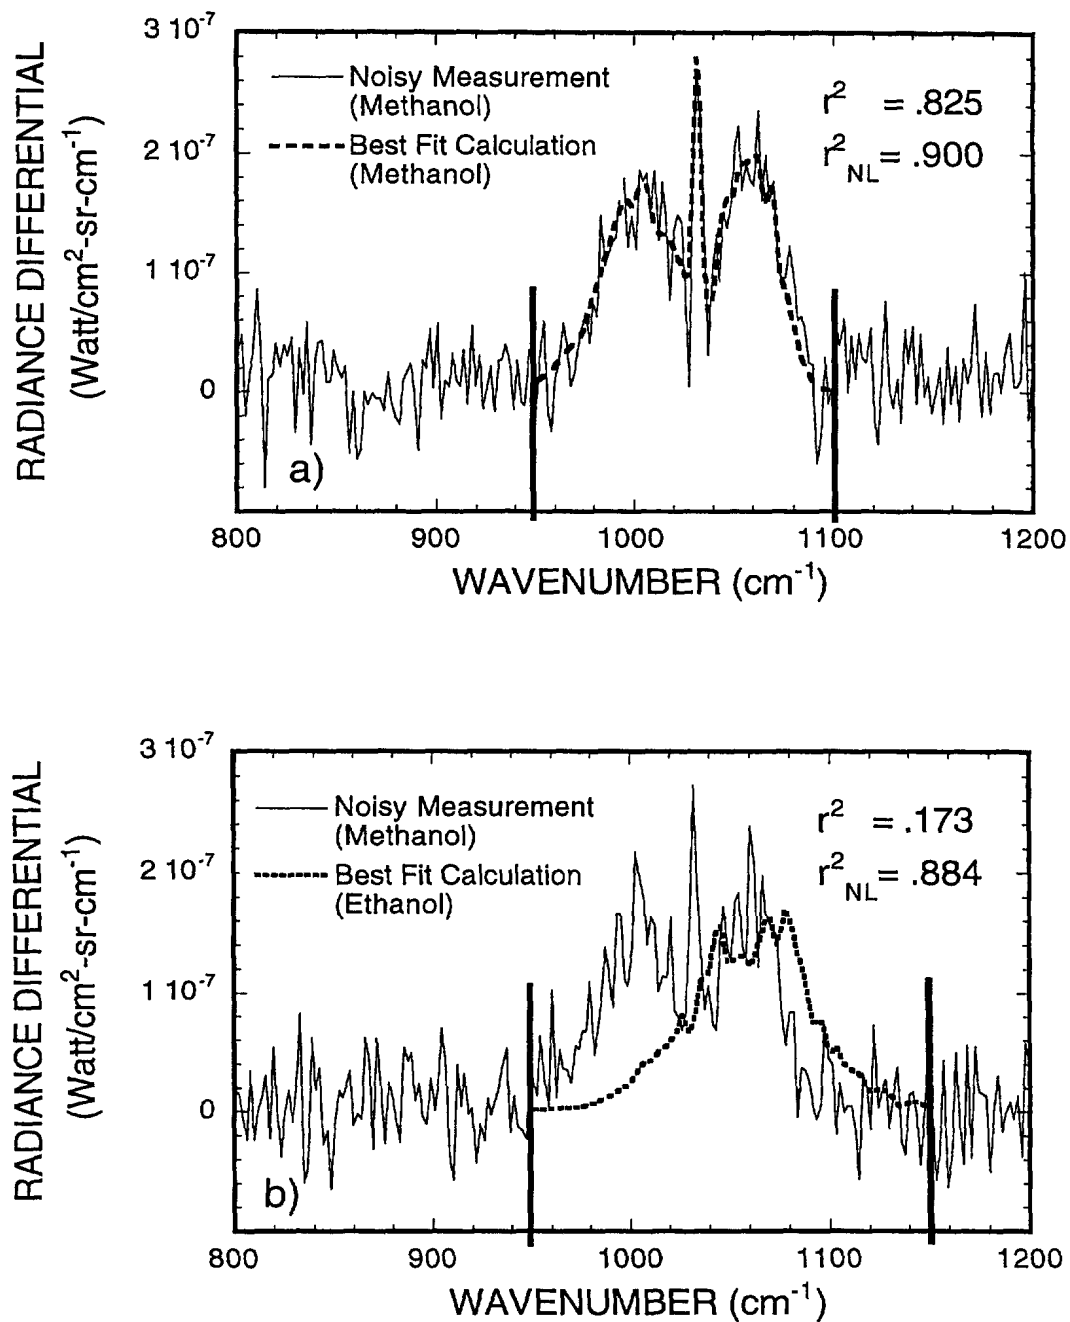 RADIANCE DIFFERENTIAL
(Watt/cm²-sr-cm⁻¹)
3 10⁻⁷
2 10⁻⁷
1 10⁻⁷
0
Noisy Measurement
(Methanol)
Best Fit Calculation
(Methanol)
r² = .825
r²NL = .900
a)
800 900 1000 1100 1200
WAVENUMBER (cm⁻¹)
RADIANCE DIFFERENTIAL
(Watt/cm²-sr-cm⁻¹)
3 10⁻⁷
2 10⁻⁷
1 10⁻⁷
0
Noisy Measurement
(Methanol)
Best Fit Calculation
(Ethanol)
r² = .173
r²NL = .884
b)
800 900 1000 1100 1200
WAVENUMBER (cm⁻¹)